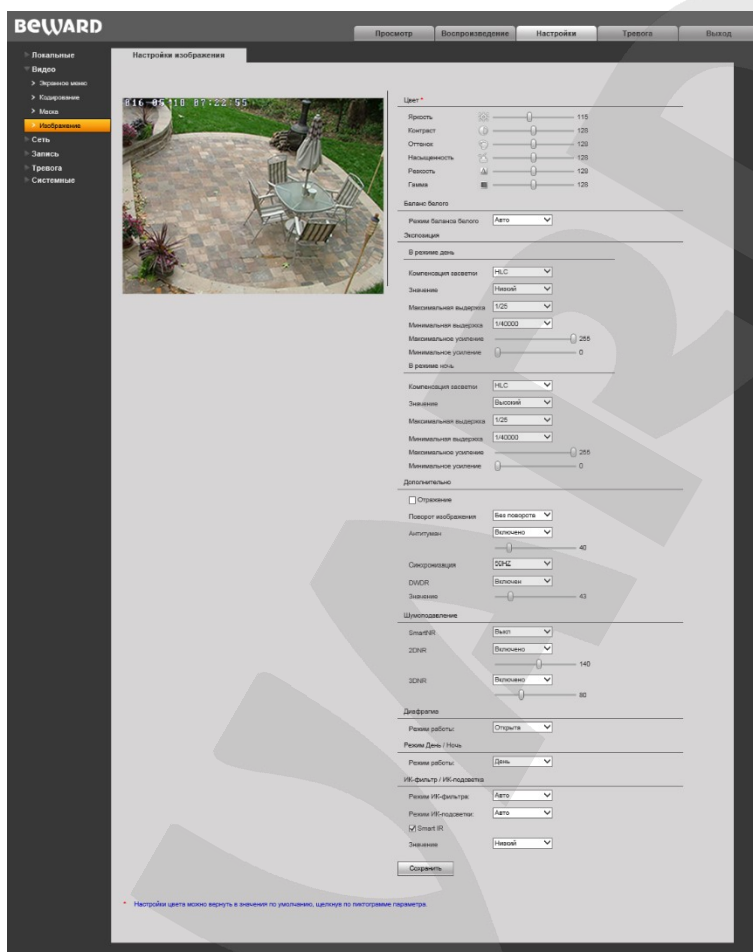 BEWARD
Просмотр Воспроизведение Настройки Тревога Выход
Локальные
Видео
Экранное меню
Кодирование
Маска
Изображение
Сеть
Запись
Тревога
Системные
Настройки изображения
016-05-18 07:22:55
Цвет *
Яркость 115
Контраст 128
Оттенок 128
Насыщенность 128
Резкость 128
Гамма 128
Баланс белого
Режим баланса белого Авто
Экспозиция
В режиме день
Компенсация засветки HLC
Значение Низкий
Максимальная выдержка 1/25
Минимальная выдержка 1/40000
Максимальное усиление 255
Минимальное усиление 0
В режиме ночь
Компенсация засветки HLC
Значение Высокий
Максимальная выдержка 1/25
Минимальная выдержка 1/40000
Максимальное усиление 255
Минимальное усиление 0
Дополнительно
Отражение
Поворот изображения Без поворота
Антитуман Включено
40
Синхронизация 50HZ
DWDR Включен
Значение 43
Шумоподавление
SmartNR Выкл
2DNR Включено
140
3DNR Включено
80
Диафрагма
Режим работы: Открыта
Режим День / Ночь
Режим работы: День
ИК-фильтр / ИК-подсветка
Режим ИК-фильтра: Авто
Режим ИК-подсветки: Авто
Smart IR
Значение Низкий
Сохранить
* Настройки цвета можно вернуть в значения по умолчанию, щелкнув по пиктограмме параметра.